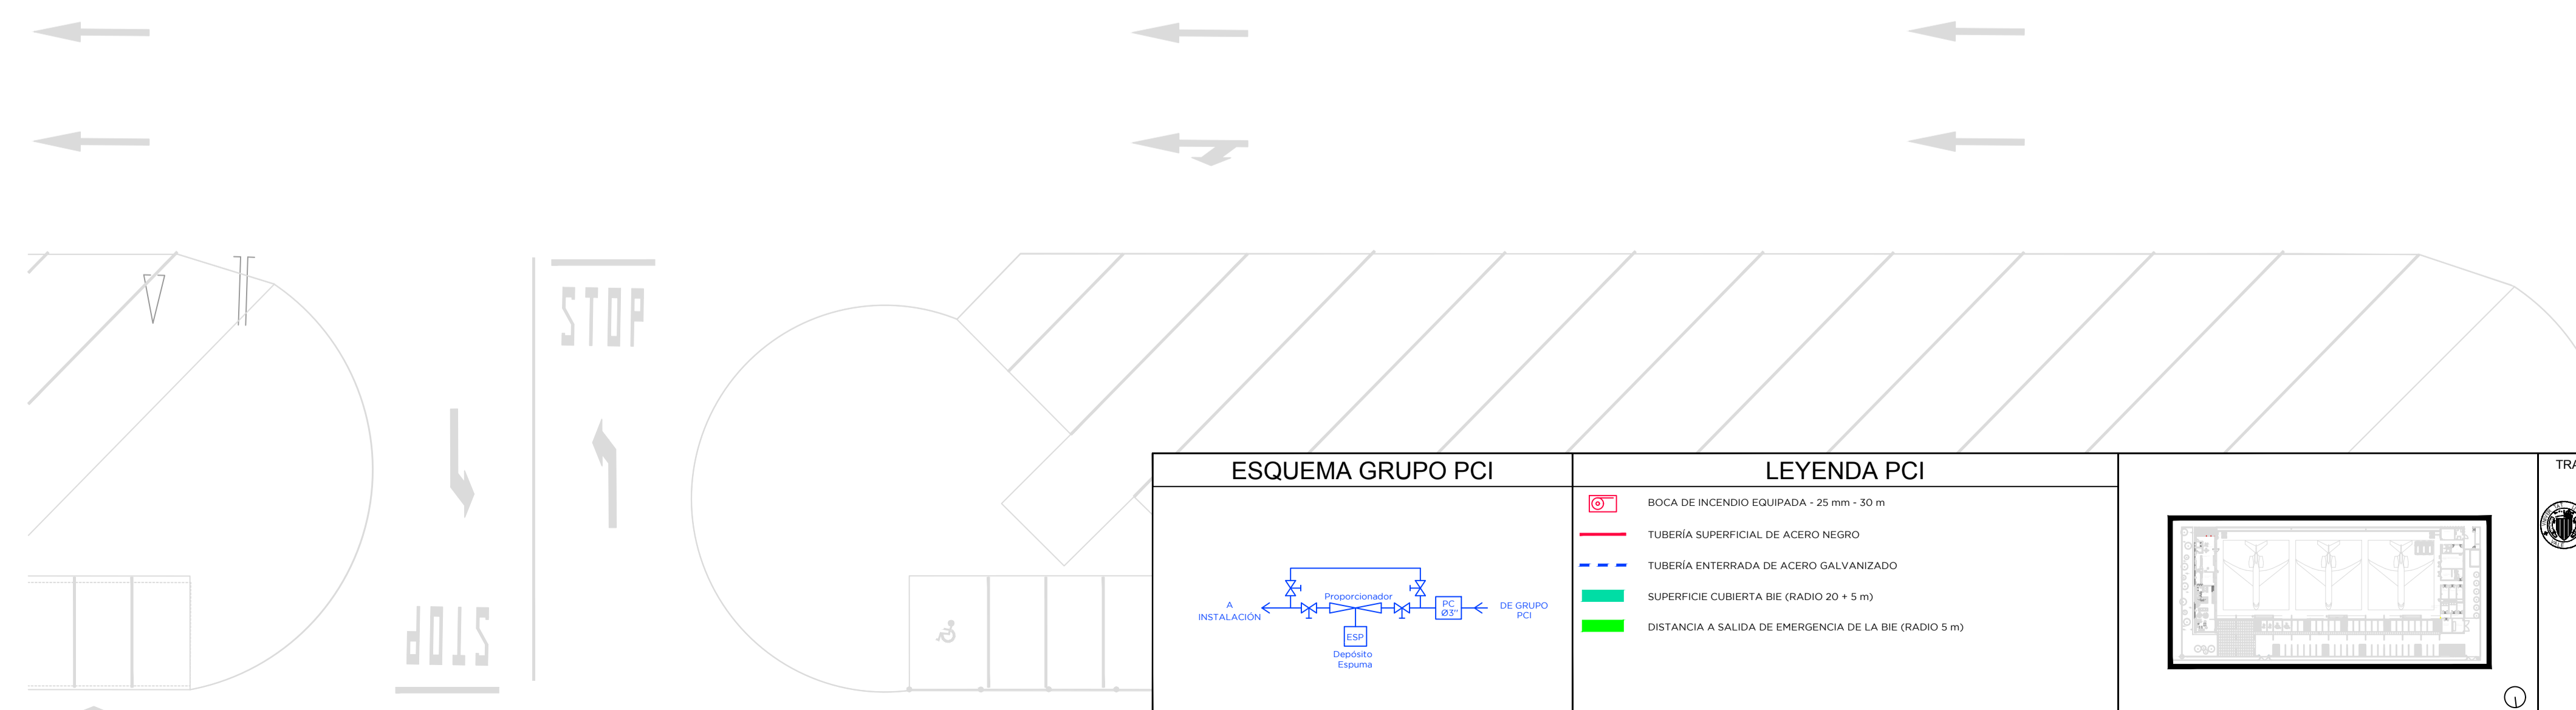 STOP
STOP
ESQUEMA GRUPO PCI
A
INSTALACIÓN
Proporcionador
PC
Ø3"
DE GRUPO
PCI
ESP
Depósito
Espuma
LEYENDA PCI
BOCA DE INCENDIO EQUIPADA - 25 mm - 30 m
TUBERÍA SUPERFICIAL DE ACERO NEGRO
TUBERÍA ENTERRADA DE ACERO GALVANIZADO
SUPERFICIE CUBIERTA BIE (RADIO 20 + 5 m)
DISTANCIA A SALIDA DE EMERGENCIA DE LA BIE (RADIO 5 m)
TRA